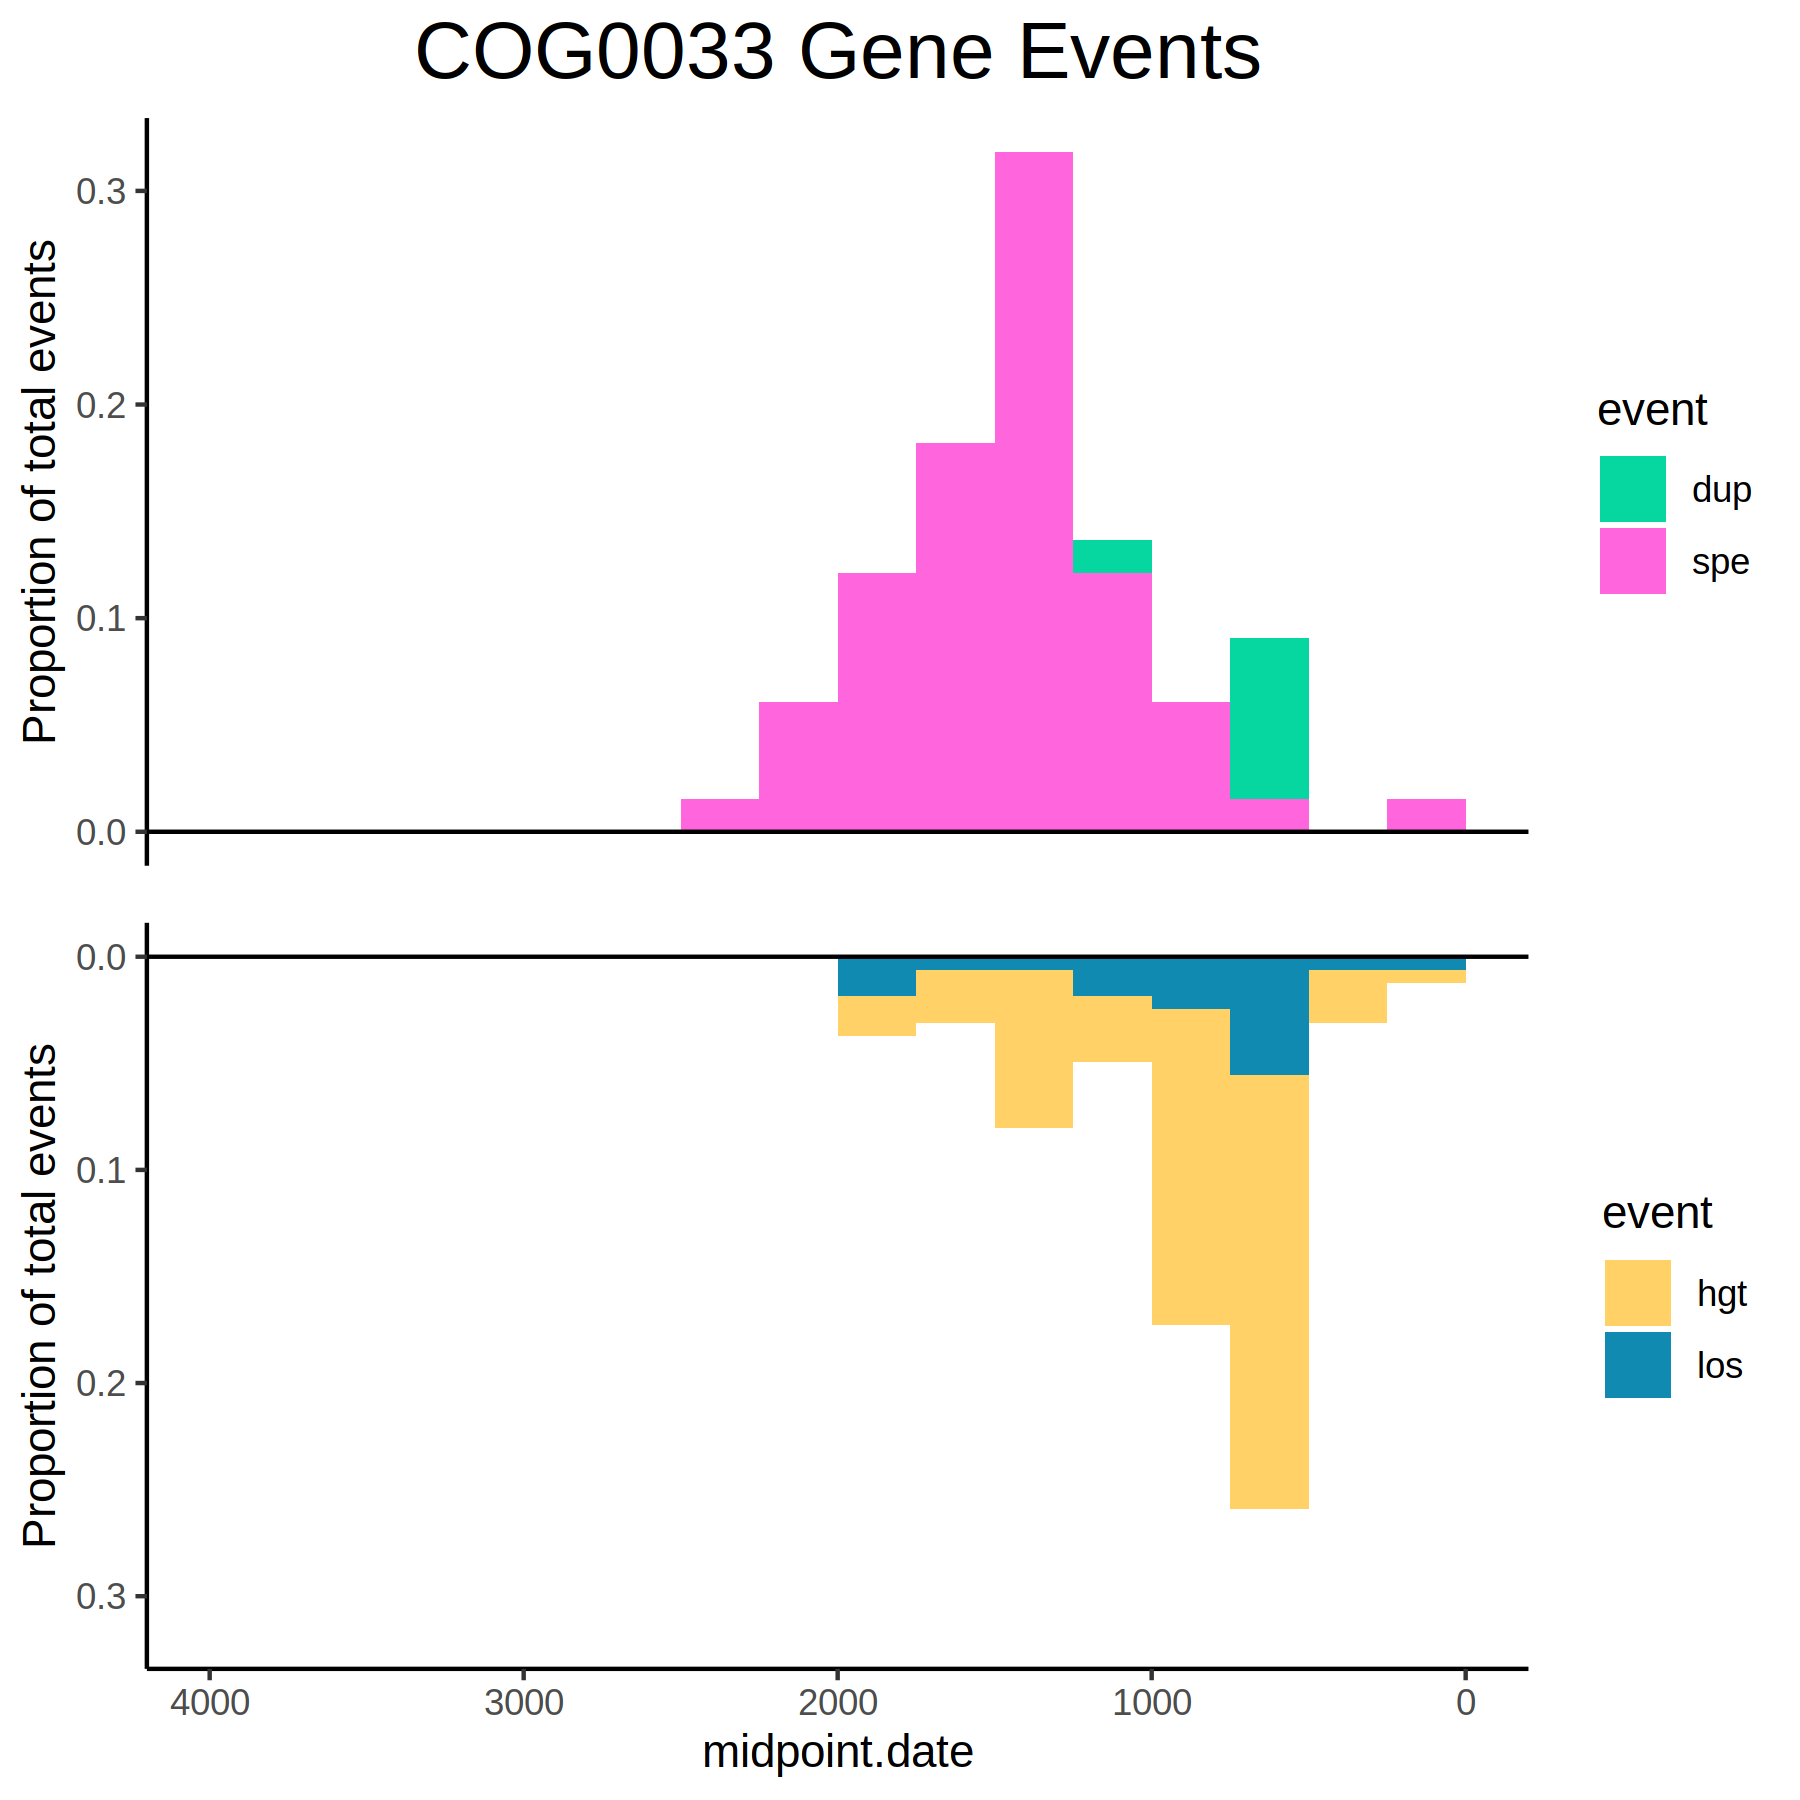 COG0033 Gene Events
Proportion of total events
0.3
0.2
0.1
0.0
event
dup
spe
Proportion of total events
0.0
0.1
0.2
0.3
event
hgt
los
4000 3000 2000 1000 0
midpoint.date